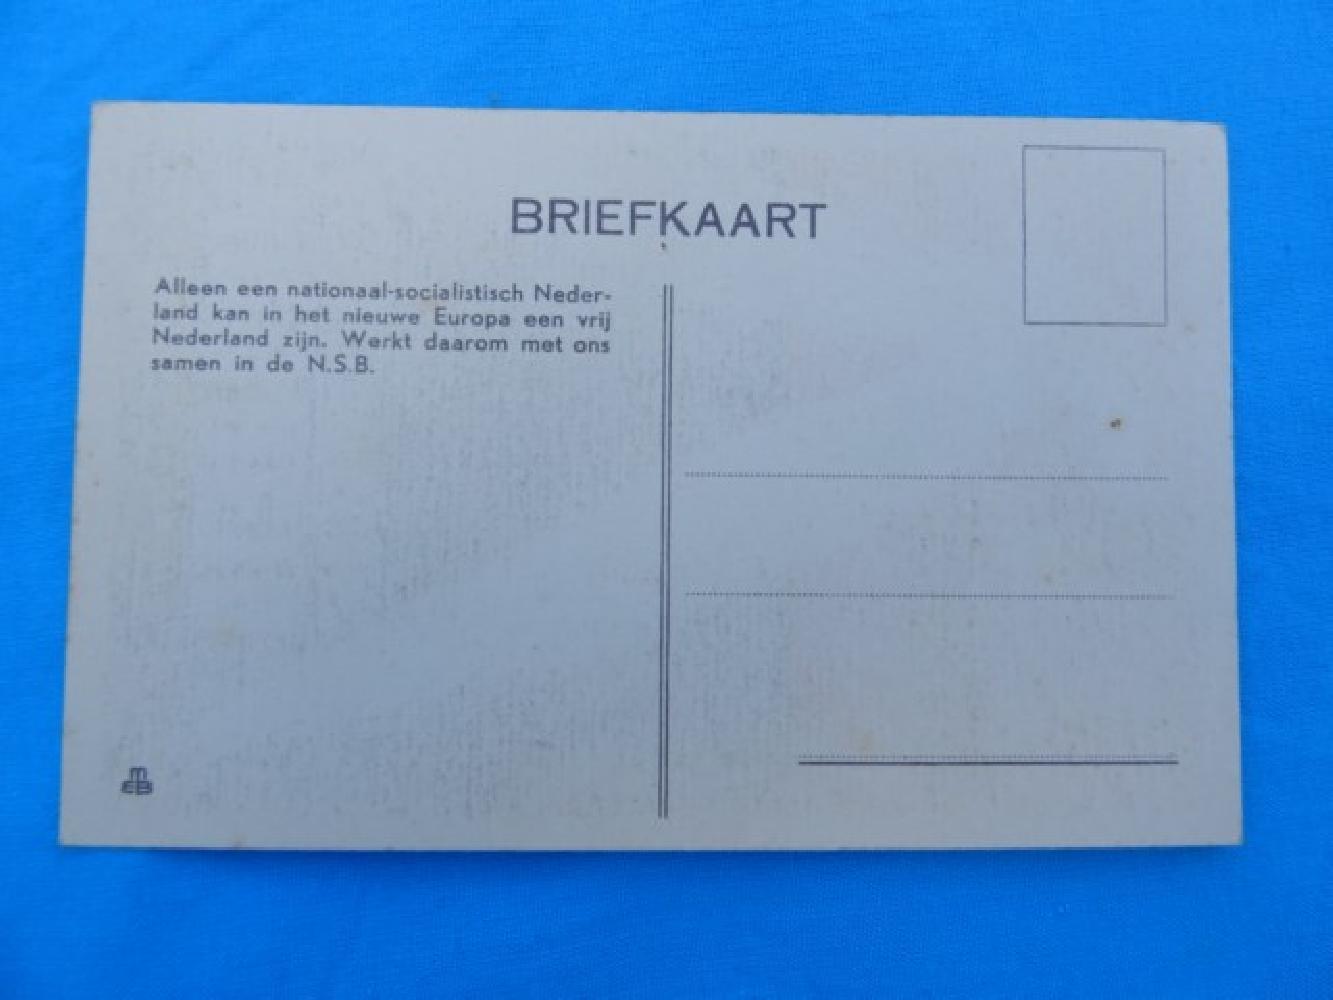 BRIEFKAART
Alleen een nationaal-socialistisch Neder-
land kan in het nieuwe Europa een vrij
Nederland zijn. Werkt daarom met ons
samen in de N.S.B.
M
EB